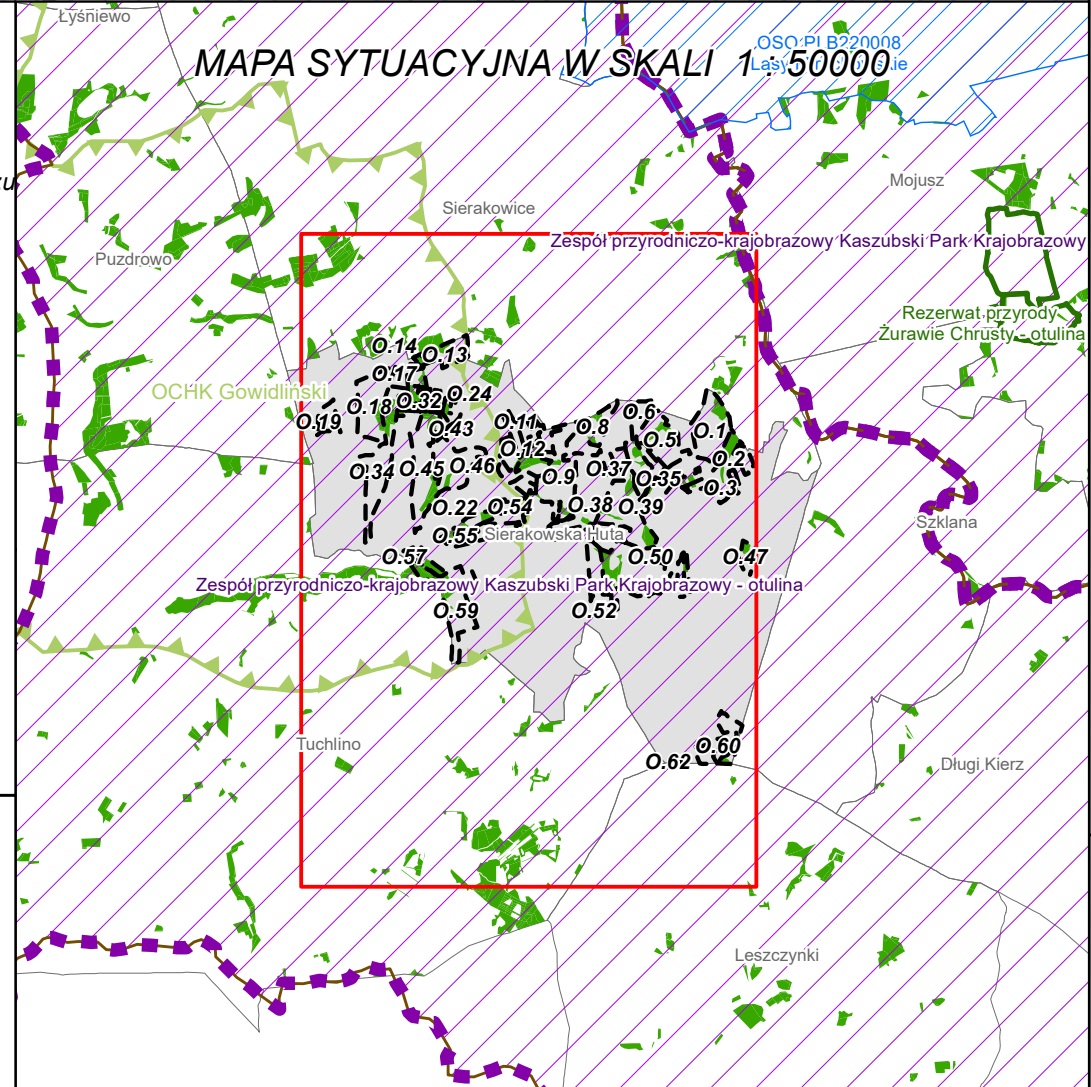 Łyśniewo
OSO PLB220008
MAPA SYTUACYJNA W SKALI 1 : 50000
Mojusz
Sierakowice
Zespół przyrodniczo-krajobrazowy Kaszubski Park Krajobrazowy
Puzdrowo
Rezerwat przyrody
Żurawie Chrusty - otulina
O.14
O.13
O.17
OCHK Gowidliński
O.24
O.32
O.18
O.6
O.19
O.11
O.8
O.43
O.1
O.5
O.12
O.2
O.34
O.45
O.46
O.37
O.9
O.35
O.3
O.22
O.54
O.38
O.39
Szklana
O.55
Sierakowska Huta
O.57
O.50
O.47
Zespół przyrodniczo-krajobrazowy Kaszubski Park Krajobrazowy - otulina
O.59
O.52
Tuchlino
O.60
O.62
Długi Kierz
Leszczynki